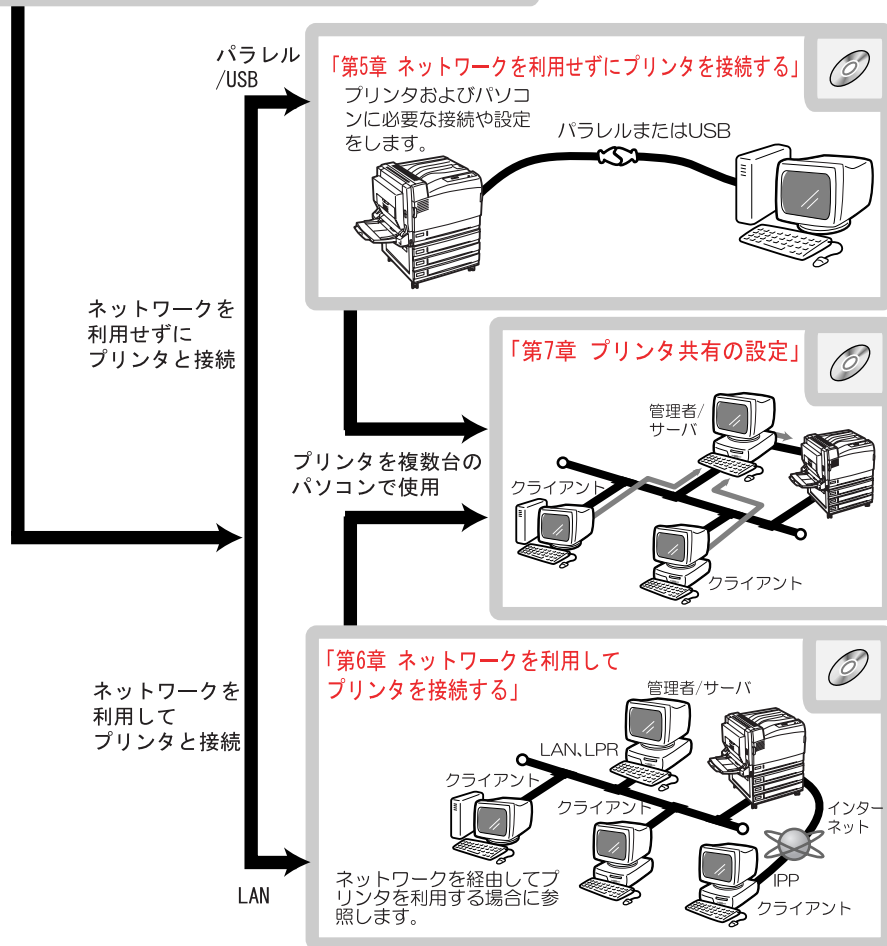 パラレル
/USB
「第5章 ネットワークを利用せずにプリンタを接続する」
プリンタおよびパソコ
ンに必要な接続や設定
をします。
パラレルまたはUSB
ネットワークを
利用せずに
プリンタと接続
「第7章 プリンタ共有の設定」
管理者/
サーバ
プリンタを複数台の
パソコンで使用
クライアント
クライアント
「第6章 ネットワークを利用して
プリンタを接続する」
ネットワークを
利用して
プリンタと接続
管理者/サーバ
LAN、LPR
クライアント
クライアント
インター
ネット
IPP
クライアント
ネットワークを経由してプ
リンタを利用する場合に参
照します。
LAN